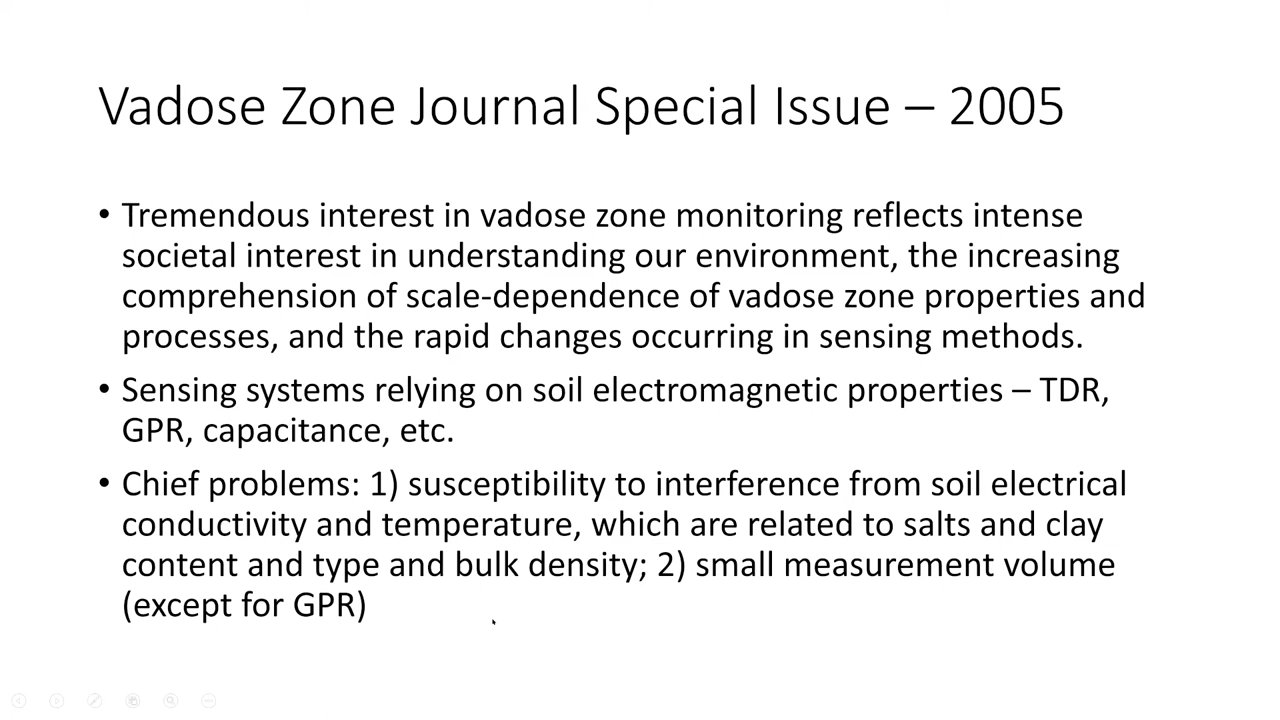 Vadose Zone Journal Special Issue – 2005
• Tremendous interest in vadose zone monitoring reflects intense
societal interest in understanding our environment, the increasing
comprehension of scale-dependence of vadose zone properties and
processes, and the rapid changes occurring in sensing methods.
• Sensing systems relying on soil electromagnetic properties – TDR,
GPR, capacitance, etc.
• Chief problems: 1) susceptibility to interference from soil electrical
conductivity and temperature, which are related to salts and clay
content and type and bulk density; 2) small measurement volume
(except for GPR)